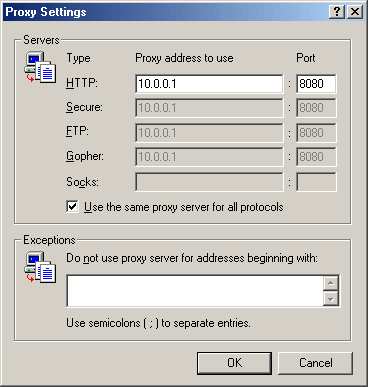 Proxy Settings
Servers
Type Proxy address to use Port
HTTP: 10.0.0.1 : 8080
Secure: 10.0.0.1 : 8080
FTP: 10.0.0.1 : 8080
Gopher: 10.0.0.1 : 8080
Socks: :
Use the same proxy server for all protocols
Exceptions
Do not use proxy server for addresses beginning with:
Use semicolons ( ; ) to separate entries.
OK Cancel